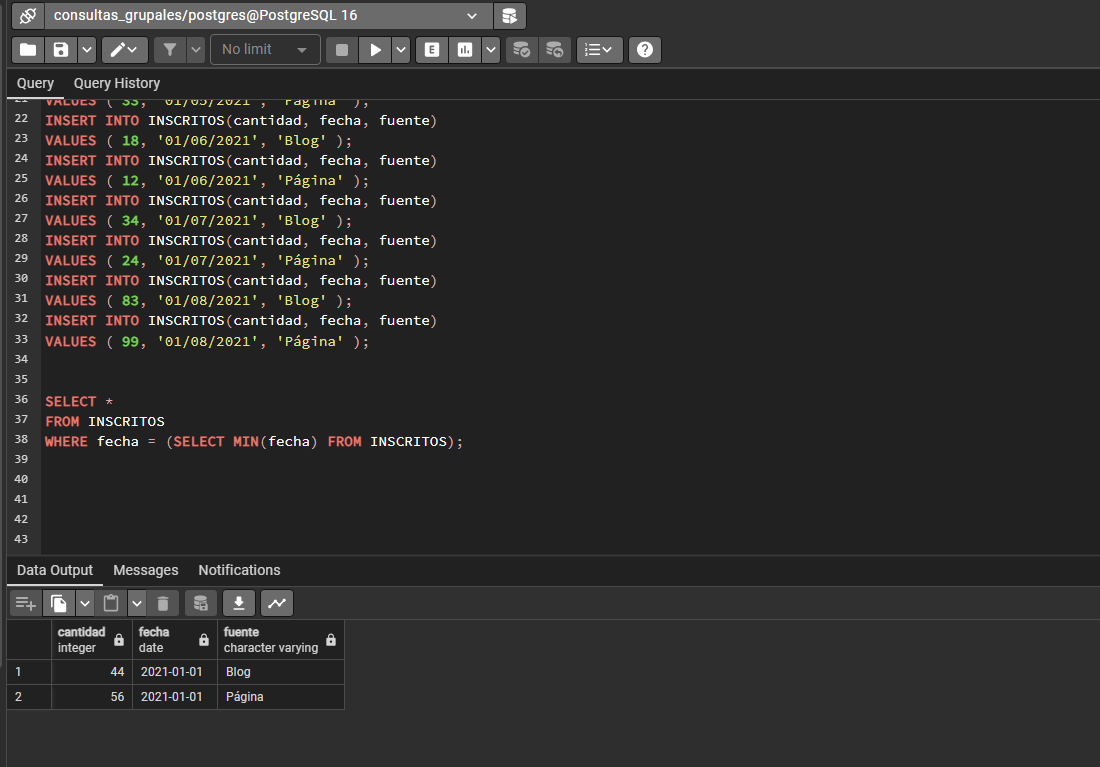 consultas_grupales/postgres@PostgreSQL 16
No limit
E
Query Query History
21 VALUES ( 33, '01/05/2021', 'Página' );
22 INSERT INTO INSCRITOS(cantidad, fecha, fuente)
23 VALUES ( 18, '01/06/2021', 'Blog' );
24 INSERT INTO INSCRITOS(cantidad, fecha, fuente)
25 VALUES ( 12, '01/06/2021', 'Página' );
26 INSERT INTO INSCRITOS(cantidad, fecha, fuente)
27 VALUES ( 34, '01/07/2021', 'Blog' );
28 INSERT INTO INSCRITOS(cantidad, fecha, fuente)
29 VALUES ( 24, '01/07/2021', 'Página' );
30 INSERT INTO INSCRITOS(cantidad, fecha, fuente)
31 VALUES ( 83, '01/08/2021', 'Blog' );
32 INSERT INTO INSCRITOS(cantidad, fecha, fuente)
33 VALUES ( 99, '01/08/2021', 'Página' );
34
35
36 SELECT *
37 FROM INSCRITOS
38 WHERE fecha = (SELECT MIN(fecha) FROM INSCRITOS);
39
40
41
42
43
Data Output Messages Notifications
cantidad fecha fuente
integer date character varying
1 44 2021-01-01 Blog
2 56 2021-01-01 Página